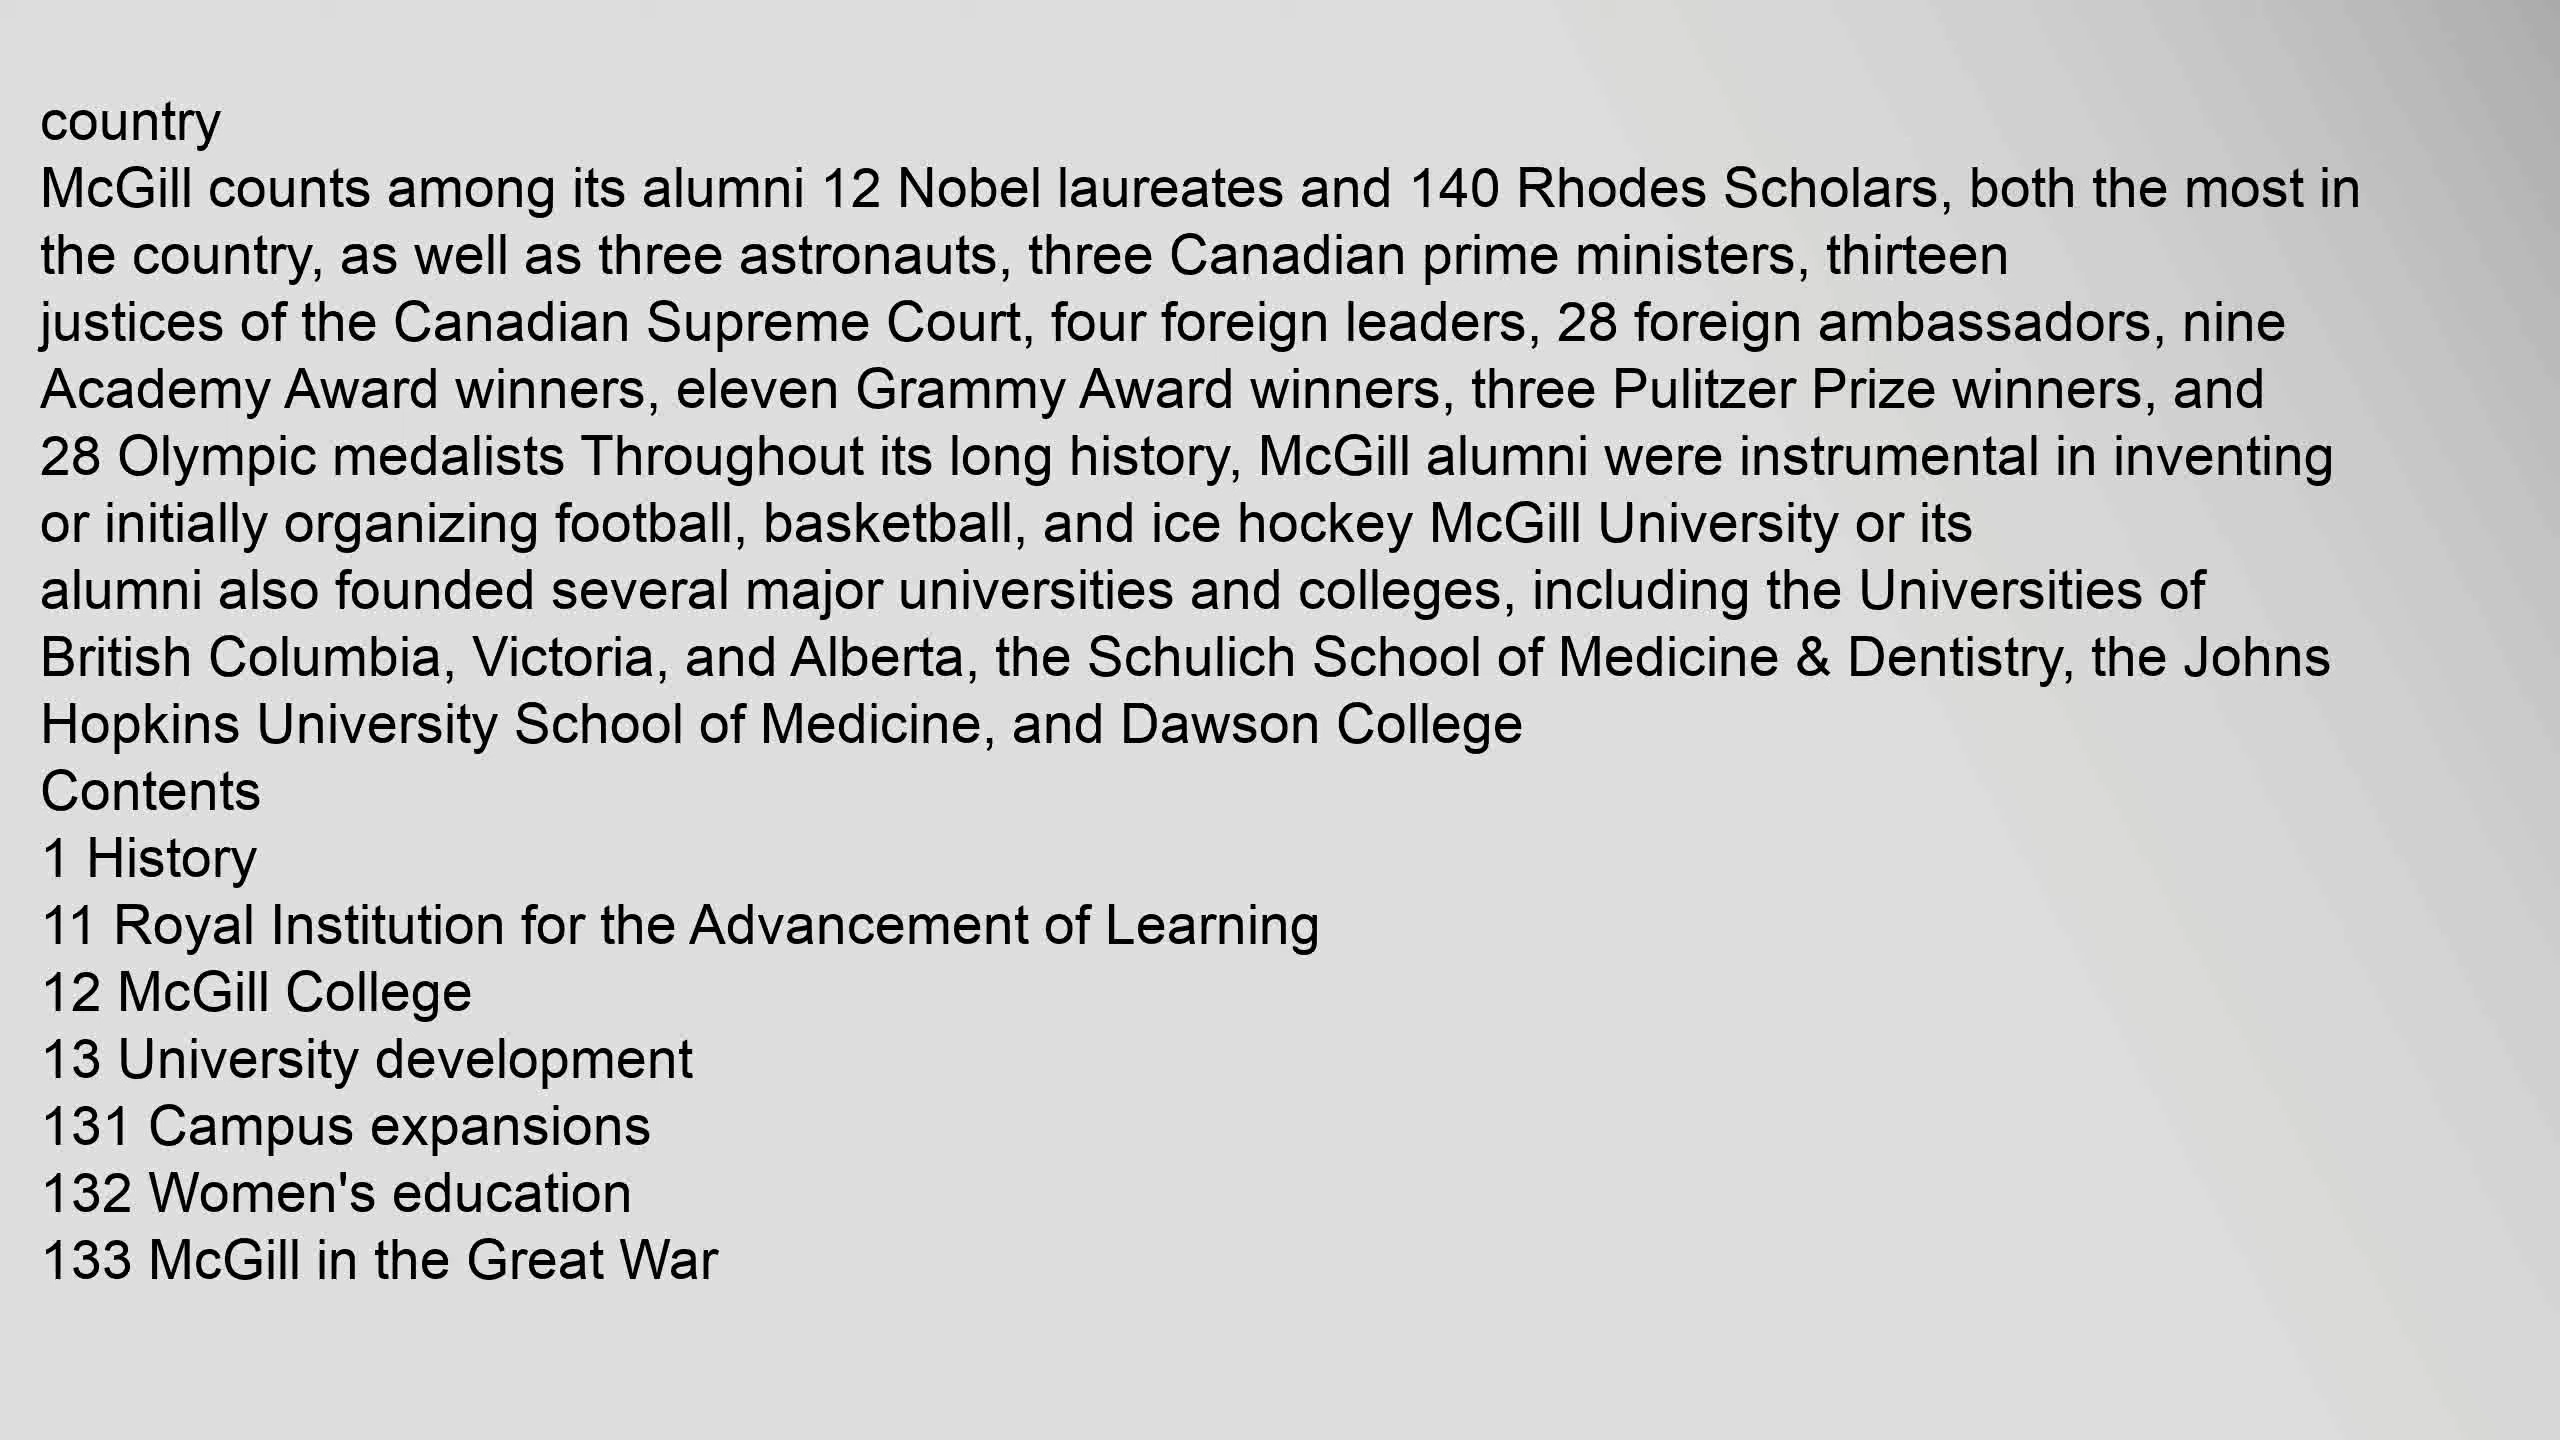 country
McGill counts among its alumni 12 Nobel laureates and 140 Rhodes Scholars, both the most in
the country, as well as three astronauts, three Canadian prime ministers, thirteen
justices of the Canadian Supreme Court, four foreign leaders, 28 foreign ambassadors, nine
Academy Award winners, eleven Grammy Award winners, three Pulitzer Prize winners, and
28 Olympic medalists Throughout its long history, McGill alumni were instrumental in inventing
or initially organizing football, basketball, and ice hockey McGill University or its
alumni also founded several major universities and colleges, including the Universities of
British Columbia, Victoria, and Alberta, the Schulich School of Medicine & Dentistry, the Johns
Hopkins University School of Medicine, and Dawson College
Contents
1 History
11 Royal Institution for the Advancement of Learning
12 McGill College
13 University development
131 Campus expansions
132 Women's education
133 McGill in the Great War